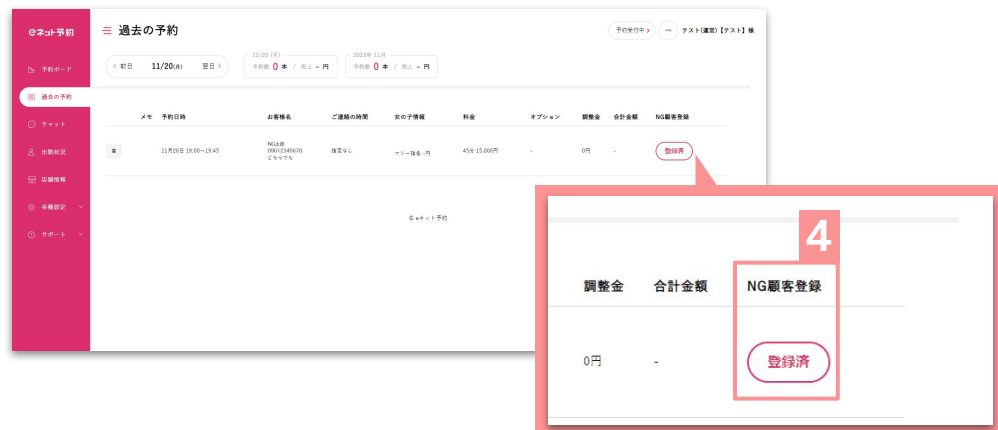 eネット予約
過去の予約
予約受付中 >
テスト(運営)【テスト】様
< 前日 11/20(月) 翌日 >
11/20 (月)
予約数 0 本 / 売上 - 円
2023年 11月
予約数 0 本 / 売上 - 円
予約ボード
過去の予約
チャット
出勤状況
店舗情報
各種設定
サポート
メモ 予約日時 お客様名 ご連絡の時間 女の子情報 料金 オプション 調整金 合計金額 NG顧客登録
11月20日 19:00～19:45
NG太郎
09012345678
どちらでも
指定なし
フリー指名 -円
45分 15,000円
-
0円
-
登録済
© eネット予約
4
調整金 合計金額 NG顧客登録
0円 - 登録済